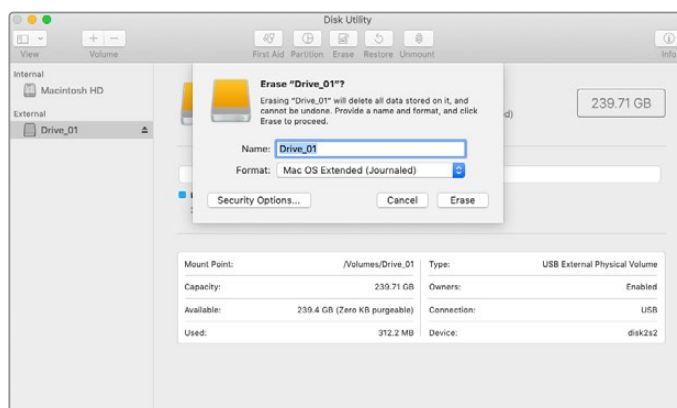 Disk Utility
View
Volume
First Aid
Partition
Erase
Restore
Unmount
Info
Internal
Macintosh HD
External
Drive_01
Erase "Drive_01"?
Erasing "Drive_01" will delete all data stored on it, and
cannot be undone. Provide a name and format, and click
Erase to proceed.
Name: Drive_01
Format: Mac OS Extended (Journaled)
Security Options...
Cancel
Erase
d)
239.71 GB
Mount Point: /Volumes/Drive_01
Type: USB External Physical Volume
Capacity: 239.71 GB
Owners: Enabled
Available: 239.4 GB (Zero KB purgeable)
Connection: USB
Used: 312.2 MB
Device: disk2s2